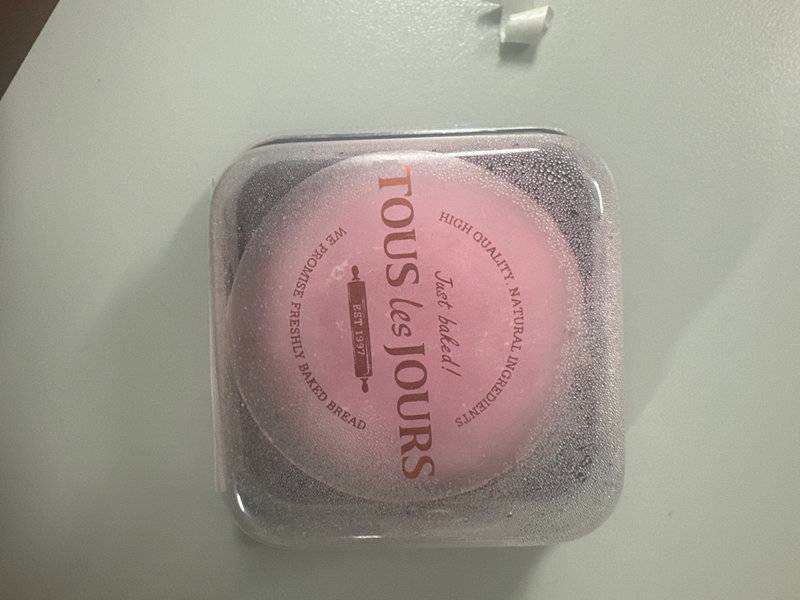 HIGH QUALITY. NATURAL INGREDIENTS
Just baked!
TOUS les JOURS
EST 1997
WE PROMISE FRESHLY BAKED BREAD